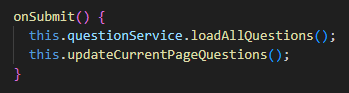 onSubmit() {
  this.questionService.loadAllQuestions();
  this.updateCurrentPageQuestions();
}